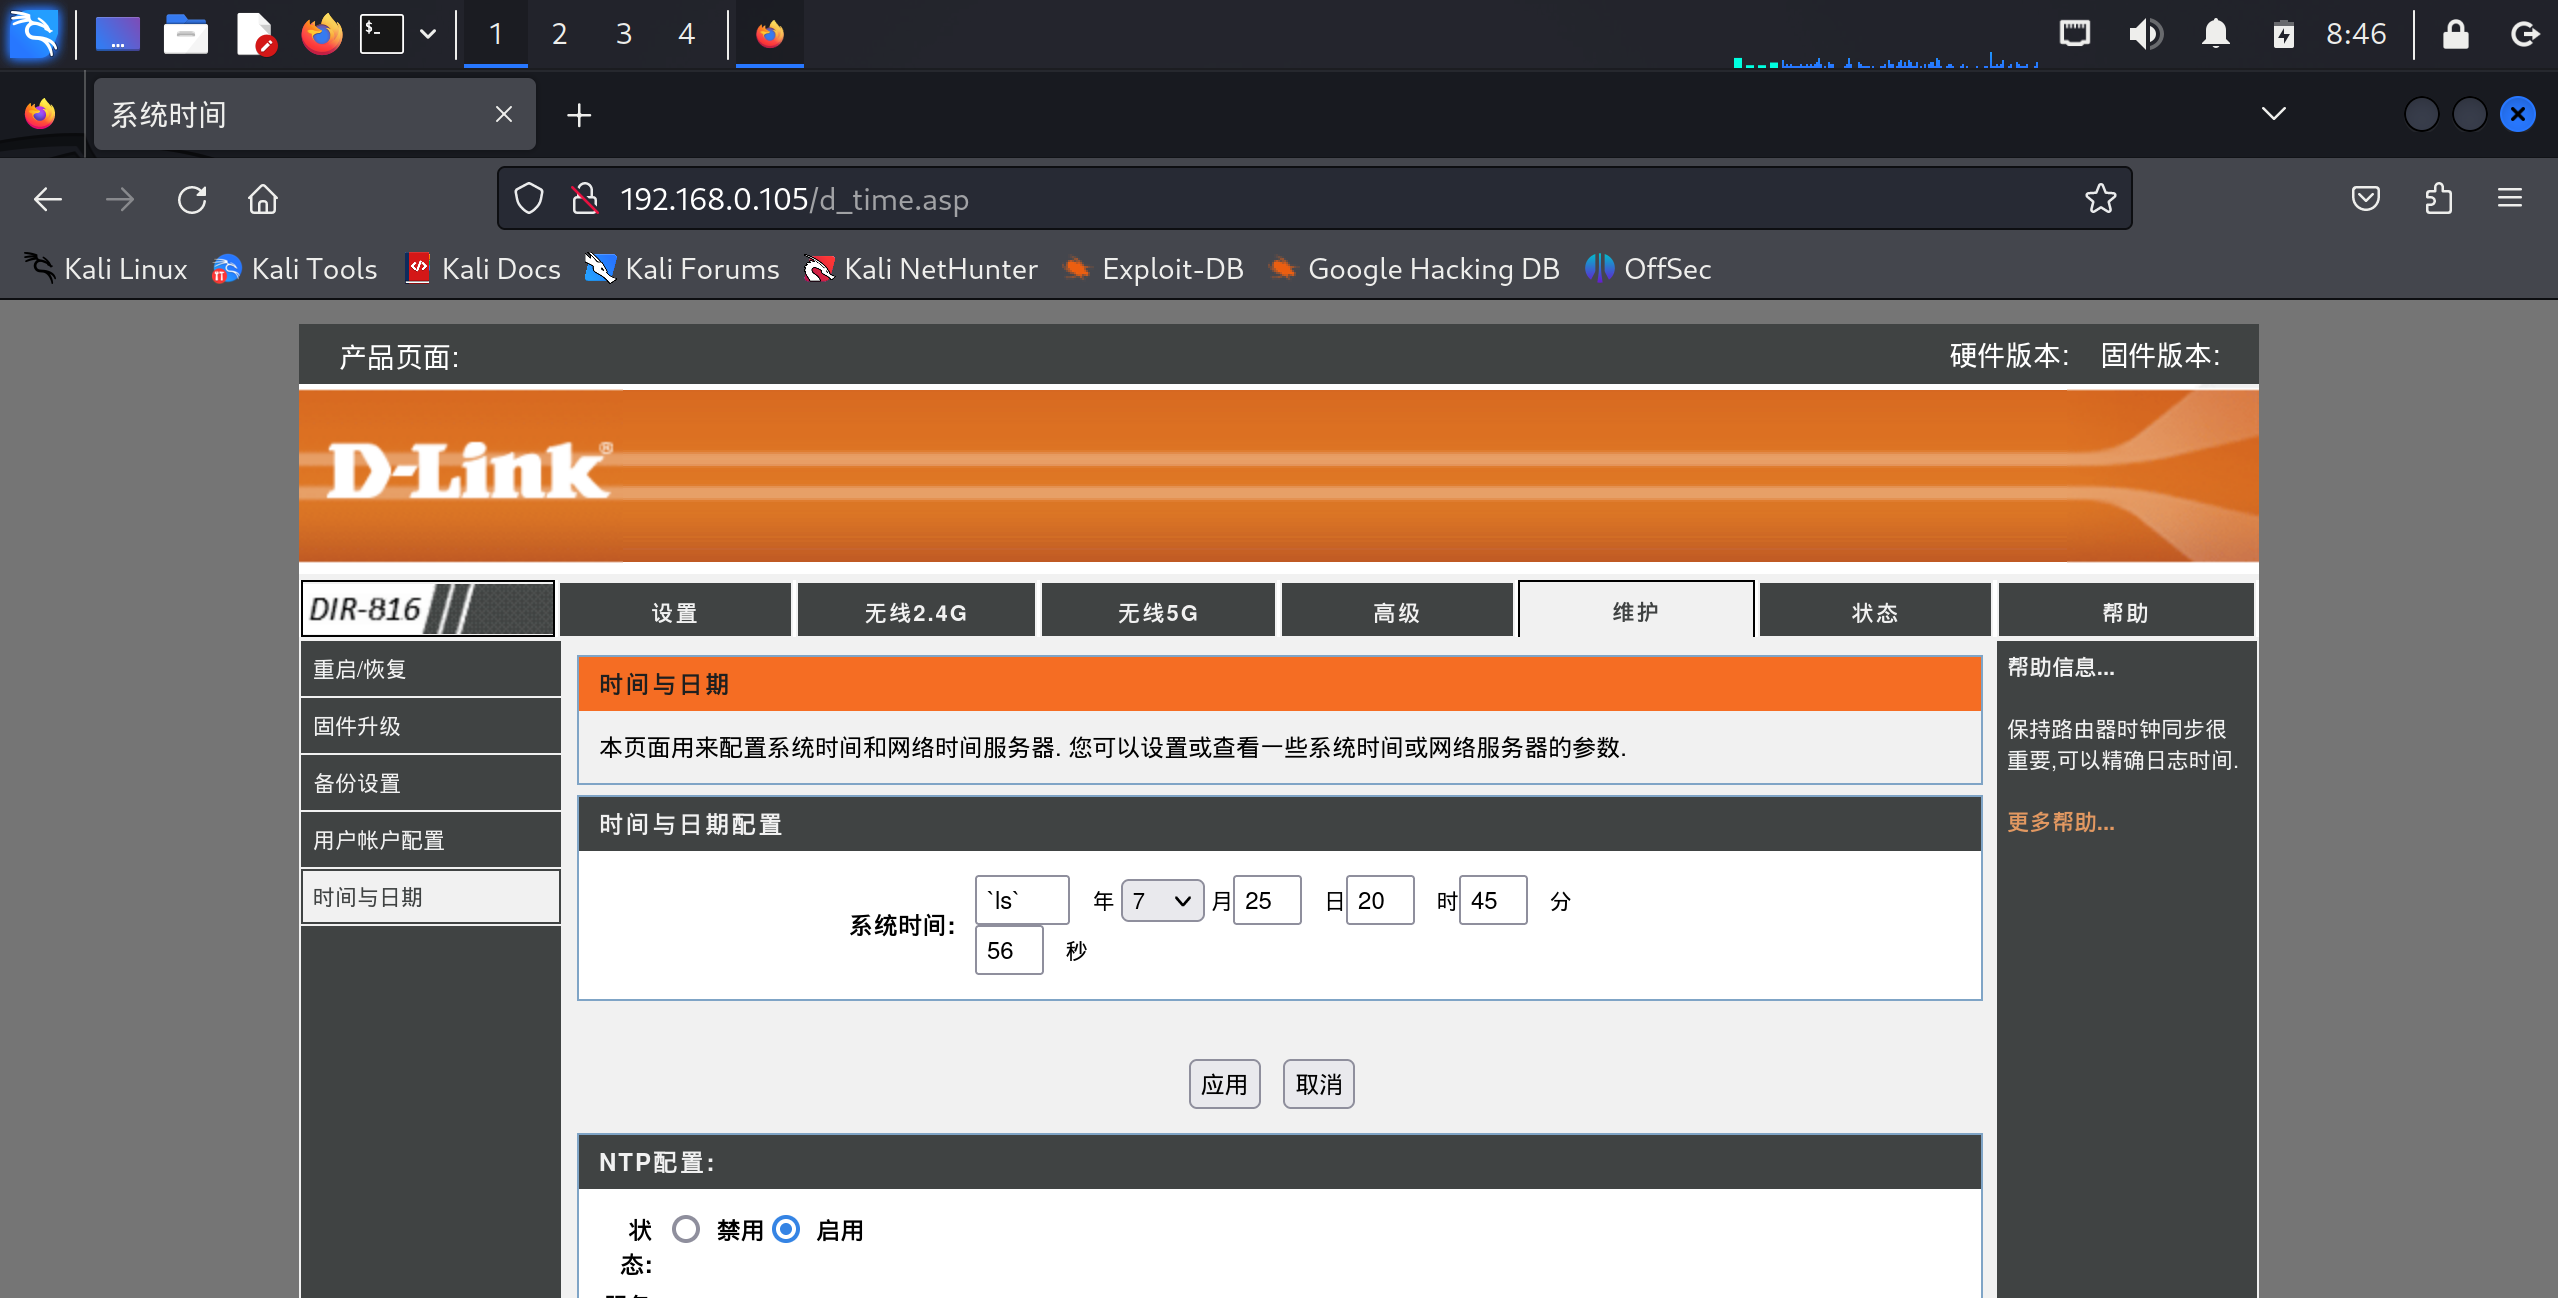 1 2 3 4
8:46
系统时间
192.168.0.105/d_time.asp
Kali Linux Kali Tools Kali Docs Kali Forums Kali NetHunter Exploit-DB Google Hacking DB OffSec
产品页面: 硬件版本: 固件版本:
D-Link®
DIR-816 设置 无线2.4G 无线5G 高级 维护 状态 帮助
重启/恢复
固件升级
备份设置
用户帐户配置
时间与日期
时间与日期
本页面用来配置系统时间和网络时间服务器. 您可以设置或查看一些系统时间或网络服务器的参数.
时间与日期配置
系统时间: `ls` 年 7 月 25 日 20 时 45 分
56 秒
应用 取消
NTP配置:
状 禁用 启用
态:
帮助信息...
保持路由器时钟同步很
重要,可以精确日志时间.
更多帮助...